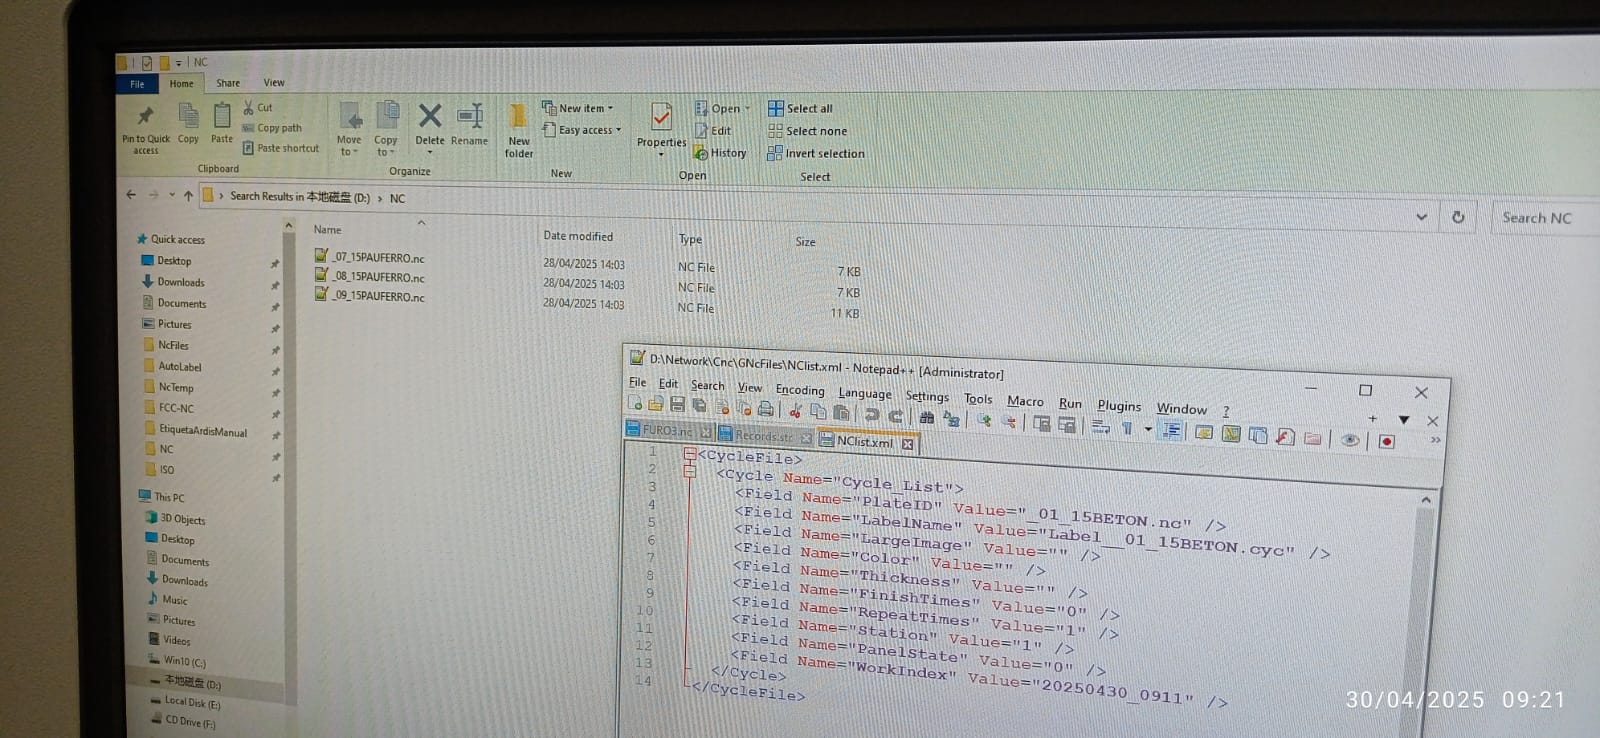 NC
File Home Share View
Pin to Quick access
Copy
Paste
Cut
Copy path
Paste shortcut
Clipboard
Move to
Copy to
Delete
Rename
Organize
New folder
New item
Easy access
New
Properties
Open
Edit
History
Open
Select all
Select none
Invert selection
Select
Search Results in 本地磁盘 (D:) › NC
Search NC
Name Date modified Type Size
_07_15PAUFERRO.nc 28/04/2025 14:03 NC File 7 KB
_08_15PAUFERRO.nc 28/04/2025 14:03 NC File 7 KB
_09_15PAUFERRO.nc 28/04/2025 14:03 NC File 11 KB
Quick access
Desktop
Downloads
Documents
Pictures
NcFiles
AutoLabel
NcTemp
FCC-NC
EtiquetaArdisManual
NC
ISO
This PC
3D Objects
Desktop
Documents
Downloads
Music
Pictures
Videos
Win10 (C:)
本地磁盘 (D:)
Local Disk (E:)
CD Drive (F:)
D:\Network\Cnc\GNcFiles\NClist.xml - Notepad++ [Administrator]
File Edit Search View Encoding Language Settings Tools Macro Run Plugins Window ?
FURO3.nc Records.str NClist.xml
1 <CycleFile>
2 <Cycle Name="Cycle_List">
3 <Field Name="PlateID" Value="_01_15BETON.nc" />
4 <Field Name="LabelName" Value="Label__01_15BETON.cyc" />
5 <Field Name="LargeImage" Value="" />
6 <Field Name="Color" Value="" />
7 <Field Name="Thickness" Value="" />
8 <Field Name="FinishTimes" Value="0" />
9 <Field Name="RepeatTimes" Value="1" />
10 <Field Name="Station" Value="1" />
11 <Field Name="PanelState" Value="0" />
12 <Field Name="WorkIndex" Value="20250430_0911" />
13 </Cycle>
14 </CycleFile>
30/04/2025 09:21